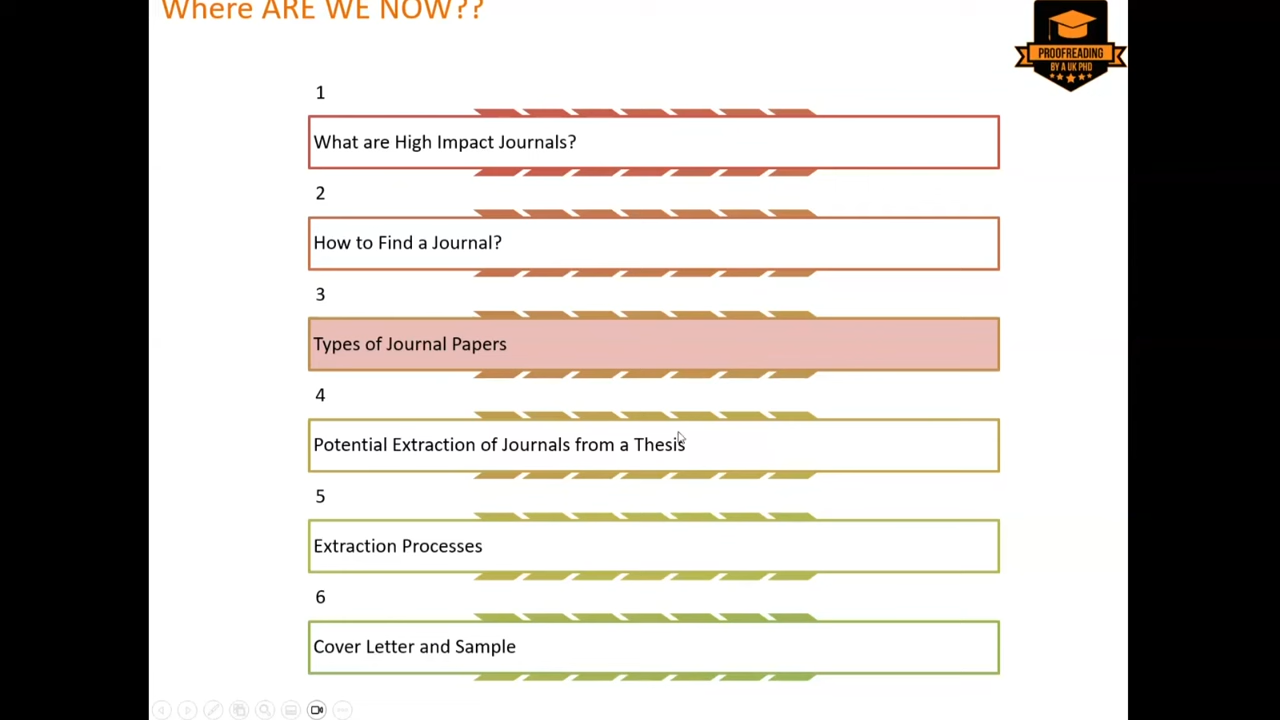 Where ARE WE NOW??
PROOFREADING
BY A UK PHD
1
What are High Impact Journals?
2
How to Find a Journal?
3
Types of Journal Papers
4
Potential Extraction of Journals from a Thesis
5
Extraction Processes
6
Cover Letter and Sample